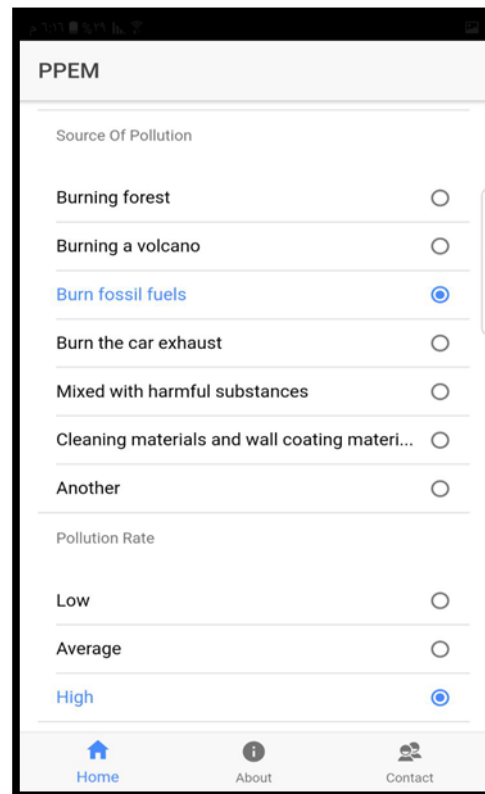 PPEM
Source Of Pollution
Burning forest
Burning a volcano
Burn fossil fuels
Burn the car exhaust
Mixed with harmful substances
Cleaning materials and wall coating materi...
Another
Pollution Rate
Low
Average
High
Home
About
Contact